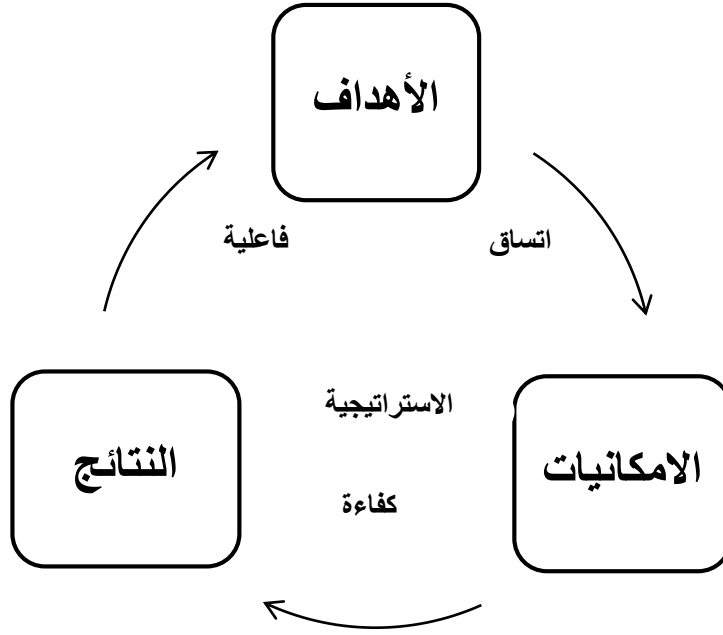 الأهداف
اتساق
فاعلية
الاستراتيجية
الامكانيات
النتائج
كفاءة